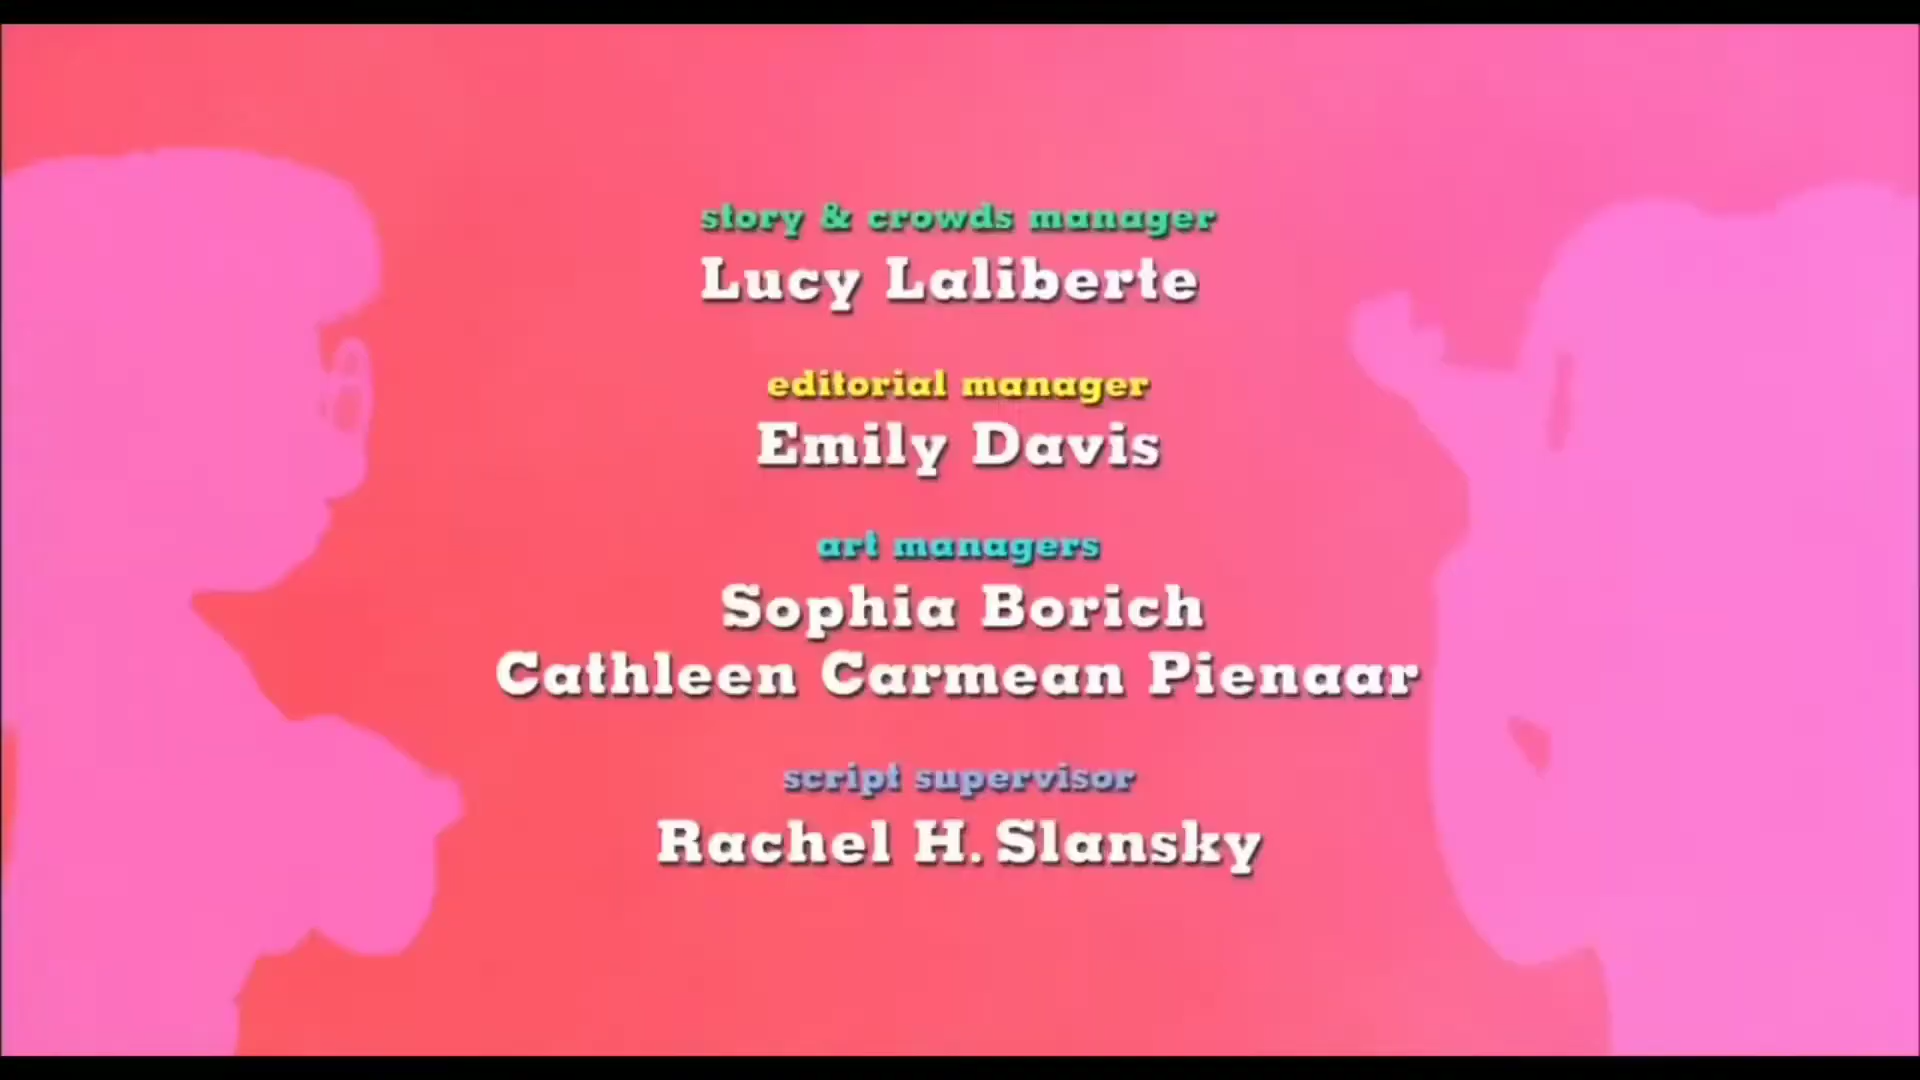 story & crowds manager
Lucy Laliberte
editorial manager
Emily Davis
art managers
Sophia Borich
Cathleen Carmean Pienaar
script supervisor
Rachel H. Slansky